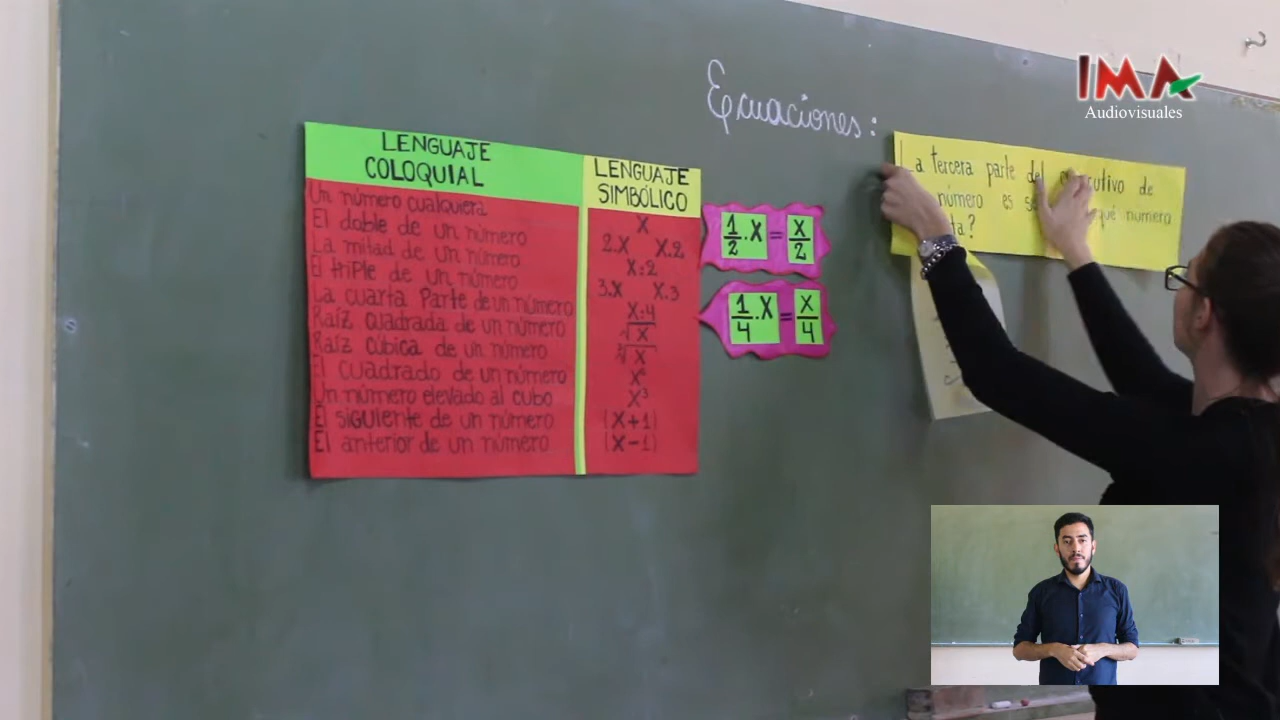 IMA
Audiovisuales
Ecuaciones:
LENGUAJE
COLOQUIAL
Un número cualquiera
El doble de un número
La mitad de un número
El triple de un número
La cuarta Parte de un número
Raíz cuadrada de un número
Raíz cúbica de un número
El cuadrado de un número
Un número elevado al cubo
El siguiente de un número
El anterior de un número
LENGUAJE
SIMBÓLICO
X
2.X X.2
X:2
3.X X.3
X:4
√X
∛X
X²
X³
(X+1)
(X-1)
1/2 .X = X/2
1/4 .X = X/4
La tercera parte del
de
número es qué numero